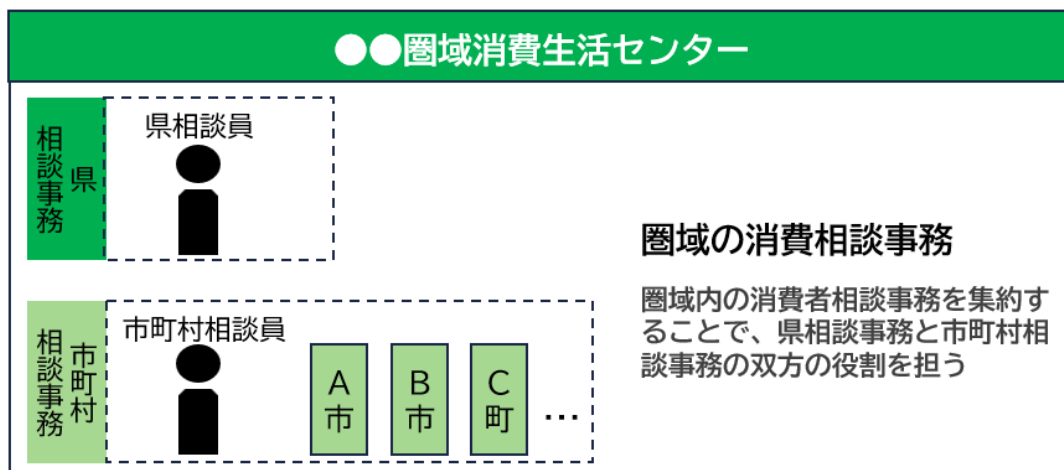 ●●圏域消費生活センター
県
相談事務
県相談員
圏域の消費相談事務
圏域内の消費者相談事務を集約す
ることで、県相談事務と市町村相
談事務の双方の役割を担う
市町村
相談事務
市町村相談員
A市
B市
C町
…